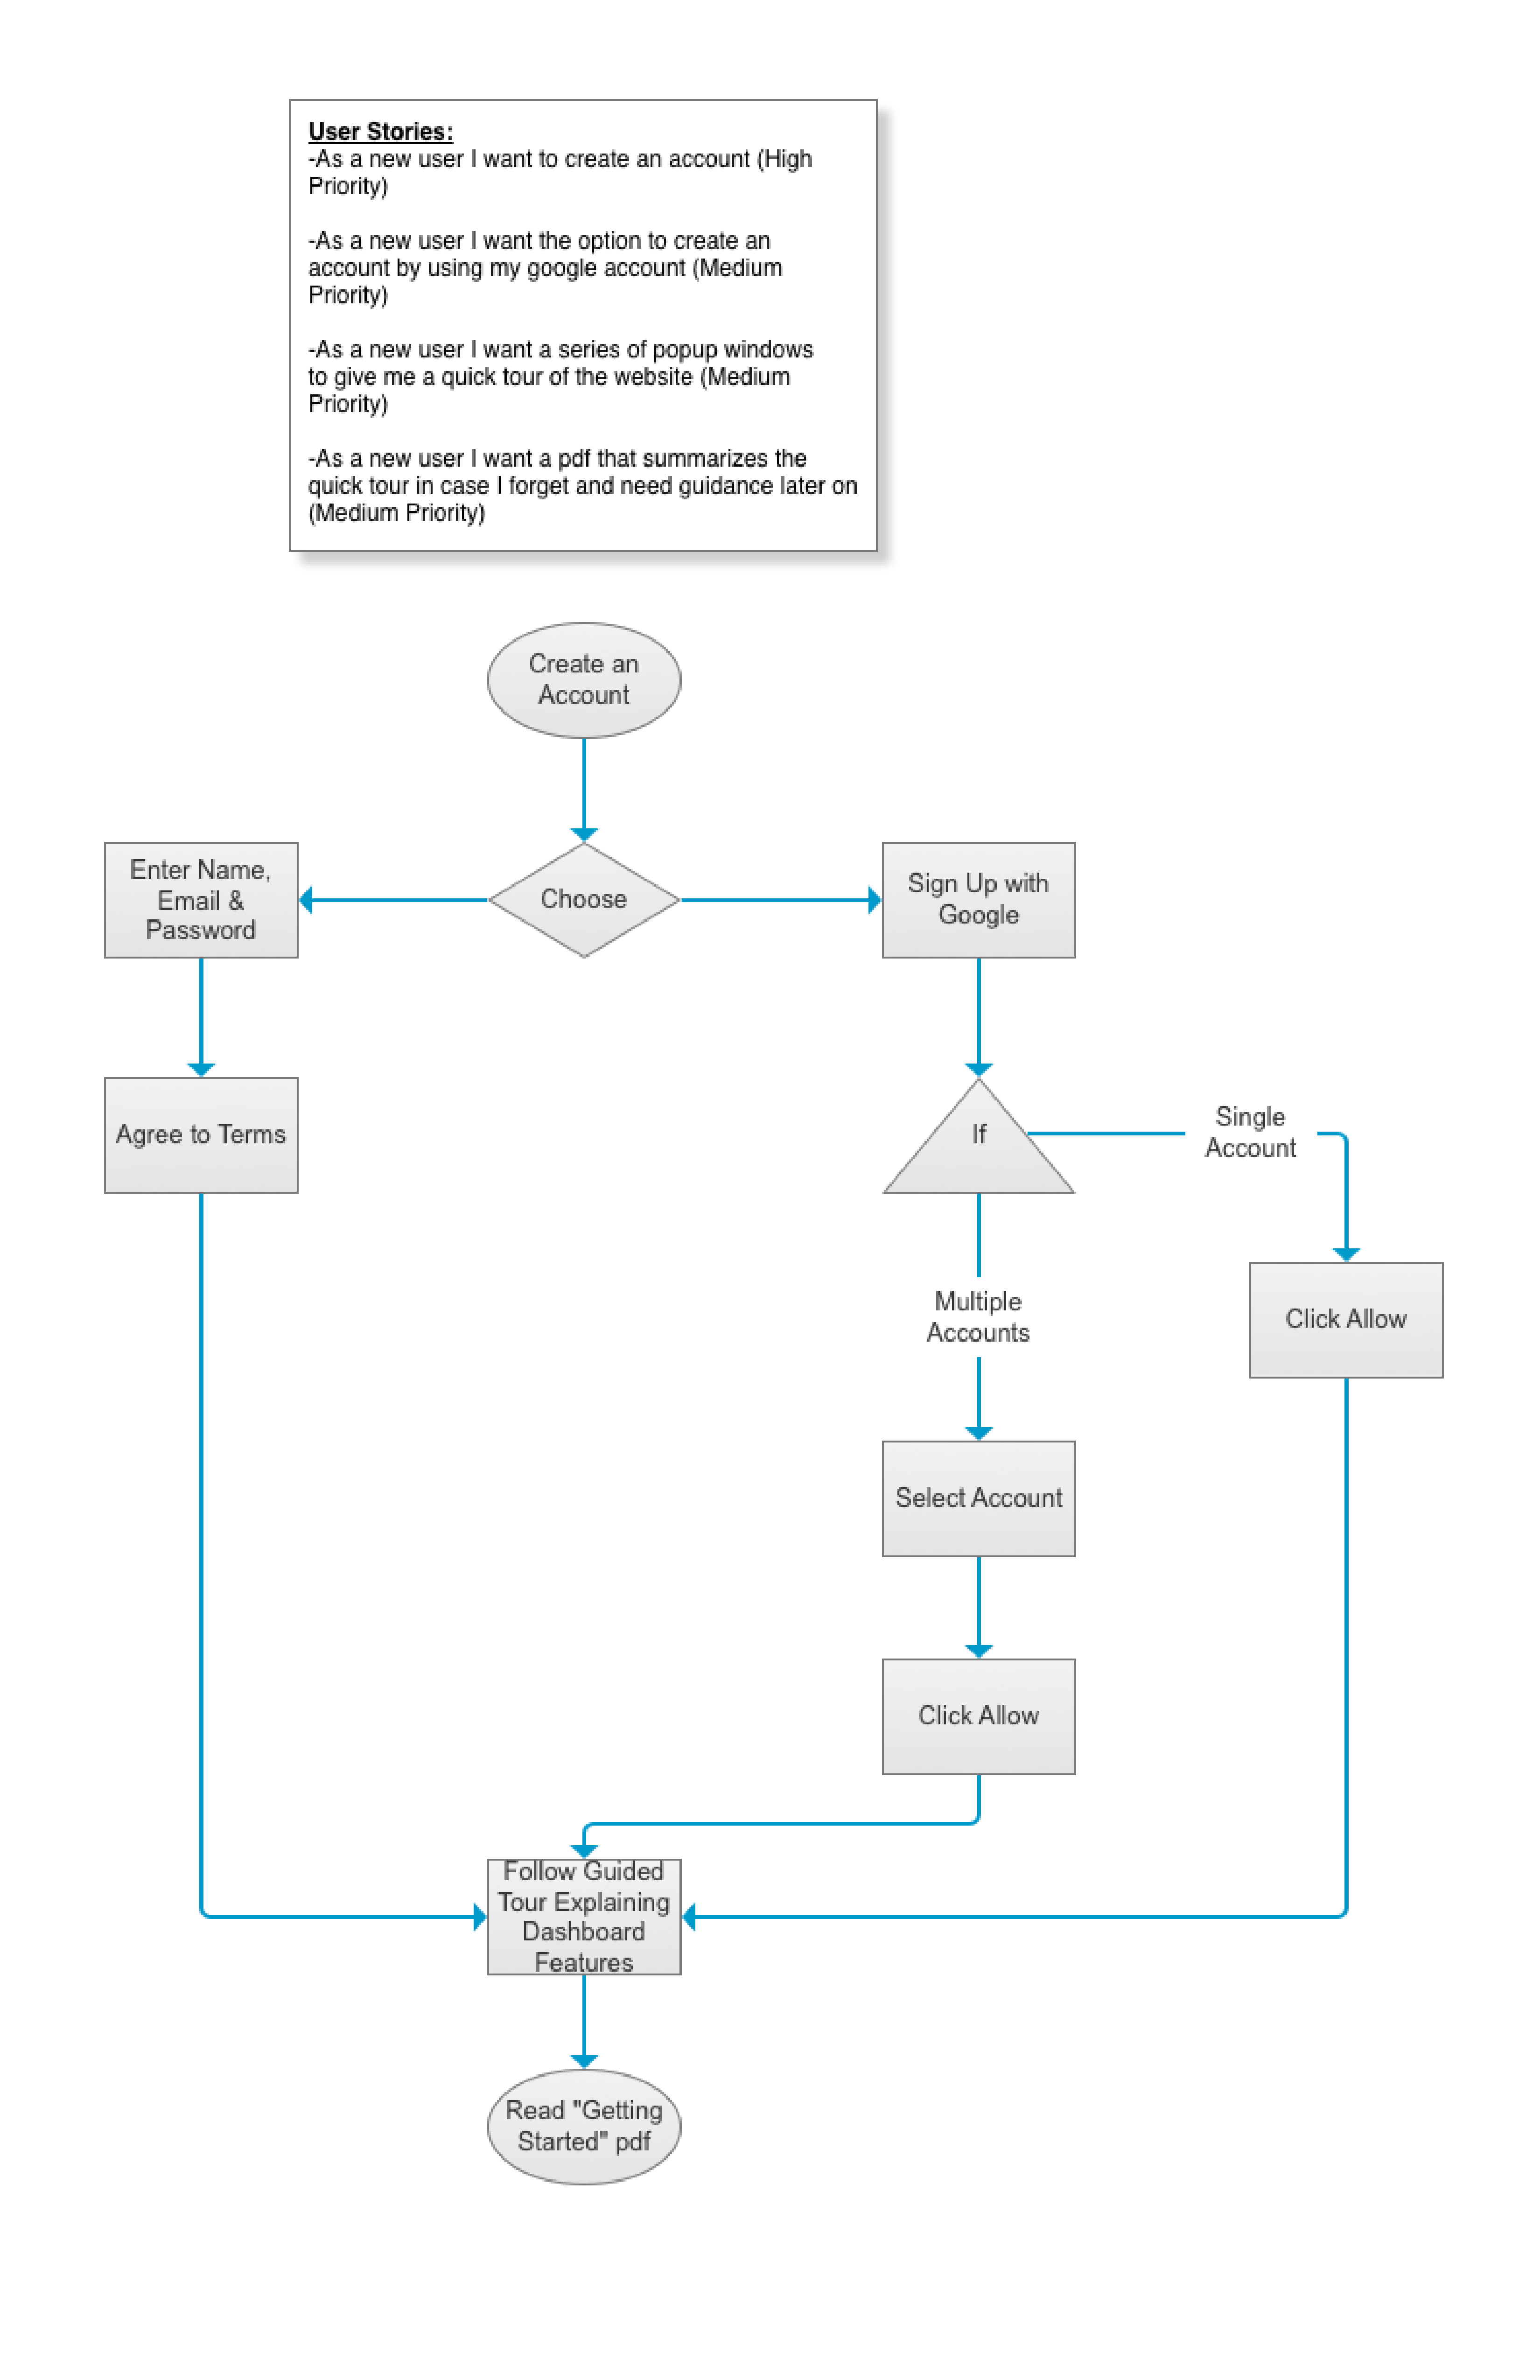 User Stories:
-As a new user I want to create an account (High
Priority)
-As a new user I want the option to create an
account by using my google account (Medium
Priority)
-As a new user I want a series of popup windows
to give me a quick tour of the website (Medium
Priority)
-As a new user I want a pdf that summarizes the
quick tour in case I forget and need guidance later on
(Medium Priority)
Create an
Account
Enter Name,
Email &
Password
Choose
Sign Up with
Google
Agree to Terms
If
Single
Account
Multiple
Accounts
Click Allow
Select Account
Click Allow
Follow Guided
Tour Explaining
Dashboard
Features
Read "Getting
Started" pdf